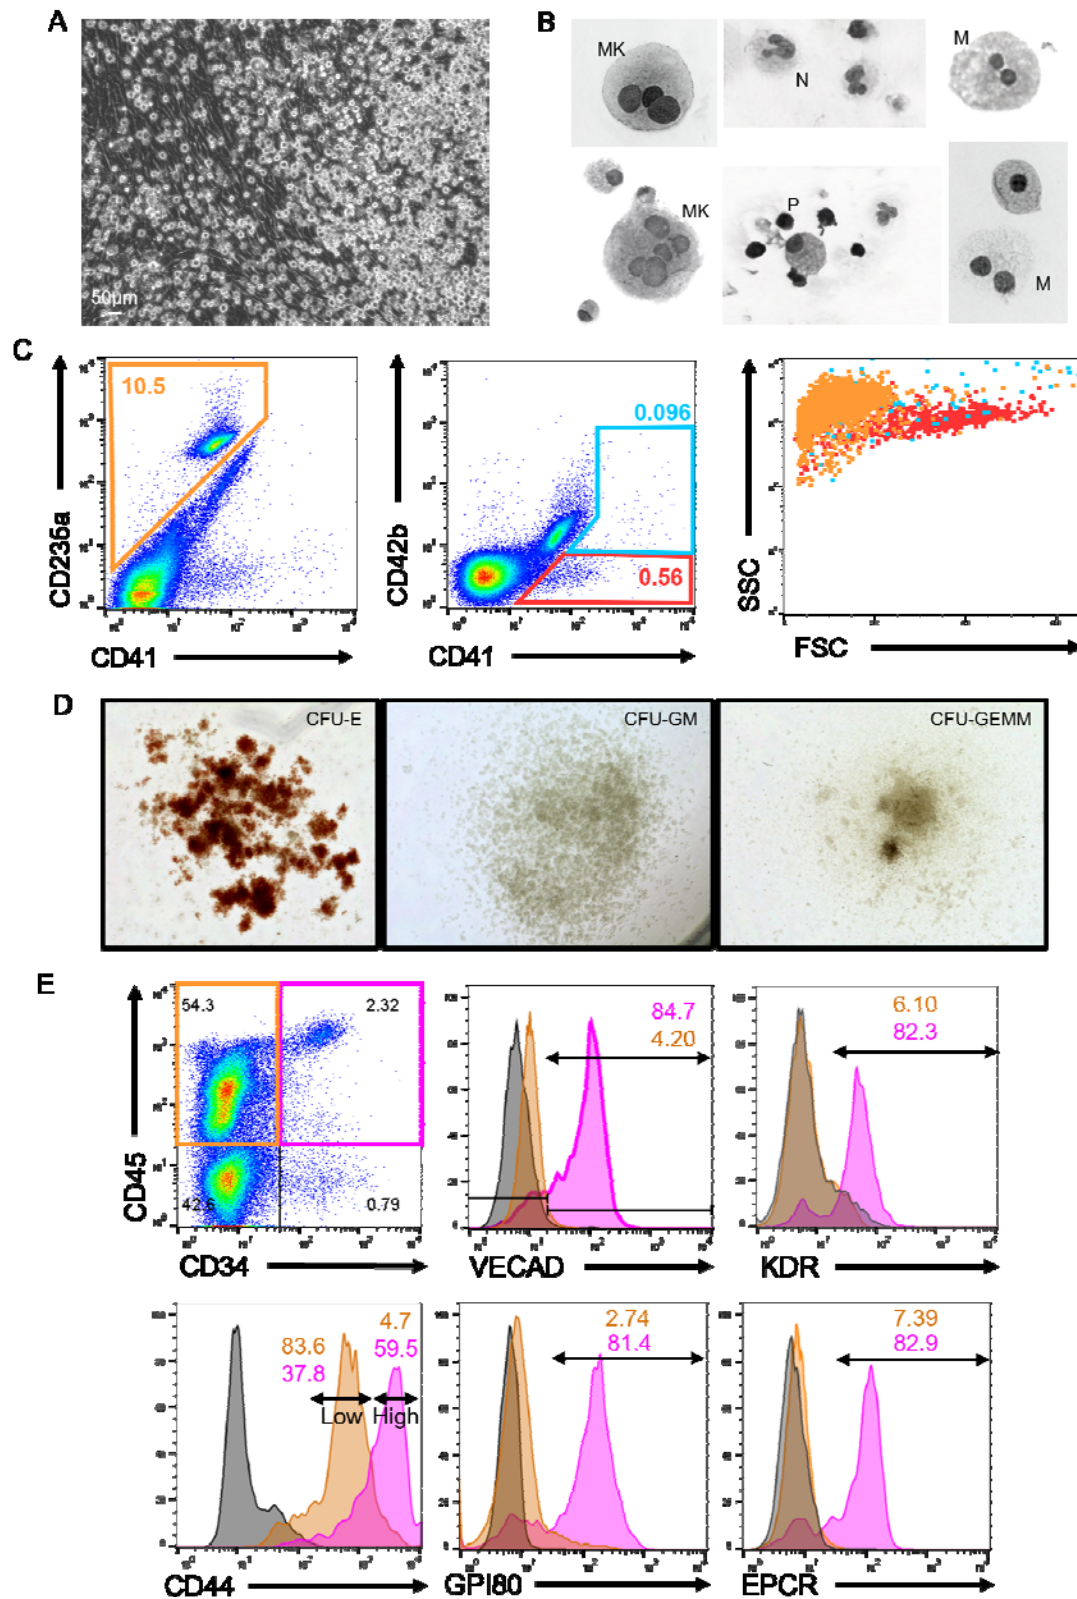 A
50μm
B
MK
N
M
MK
P
M
C
10.5
CD235a
CD41
0.096
0.56
CD42b
CD41
SSC
FSC
D
CFU-E
CFU-GM
CFU-GEMM
E
54.3
2.32
42.6
0.79
CD45
CD34
84.7
4.20
VECAD
6.10
82.3
KDR
4.7
83.6
59.5
37.8
Low
High
CD44
2.74
81.4
GPI80
7.39
82.9
EPCR